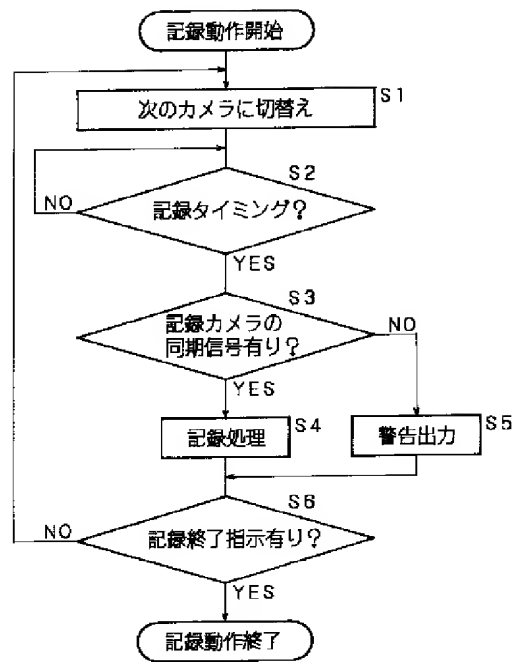 記録動作開始
次のカメラに切替え
S1
S2
NO
記録タイミング?
YES
S3
記録カメラの
同期信号有り?
NO
YES
記録処理
S4
警告出力
S5
S6
NO
記録終了指示有り?
YES
記録動作終了